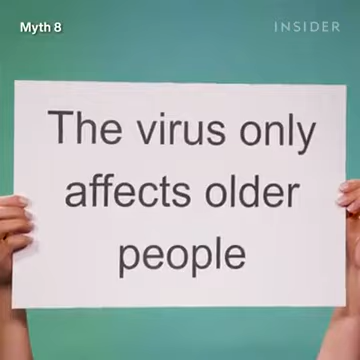 Myth 8
INSIDER
The virus only
affects older
people